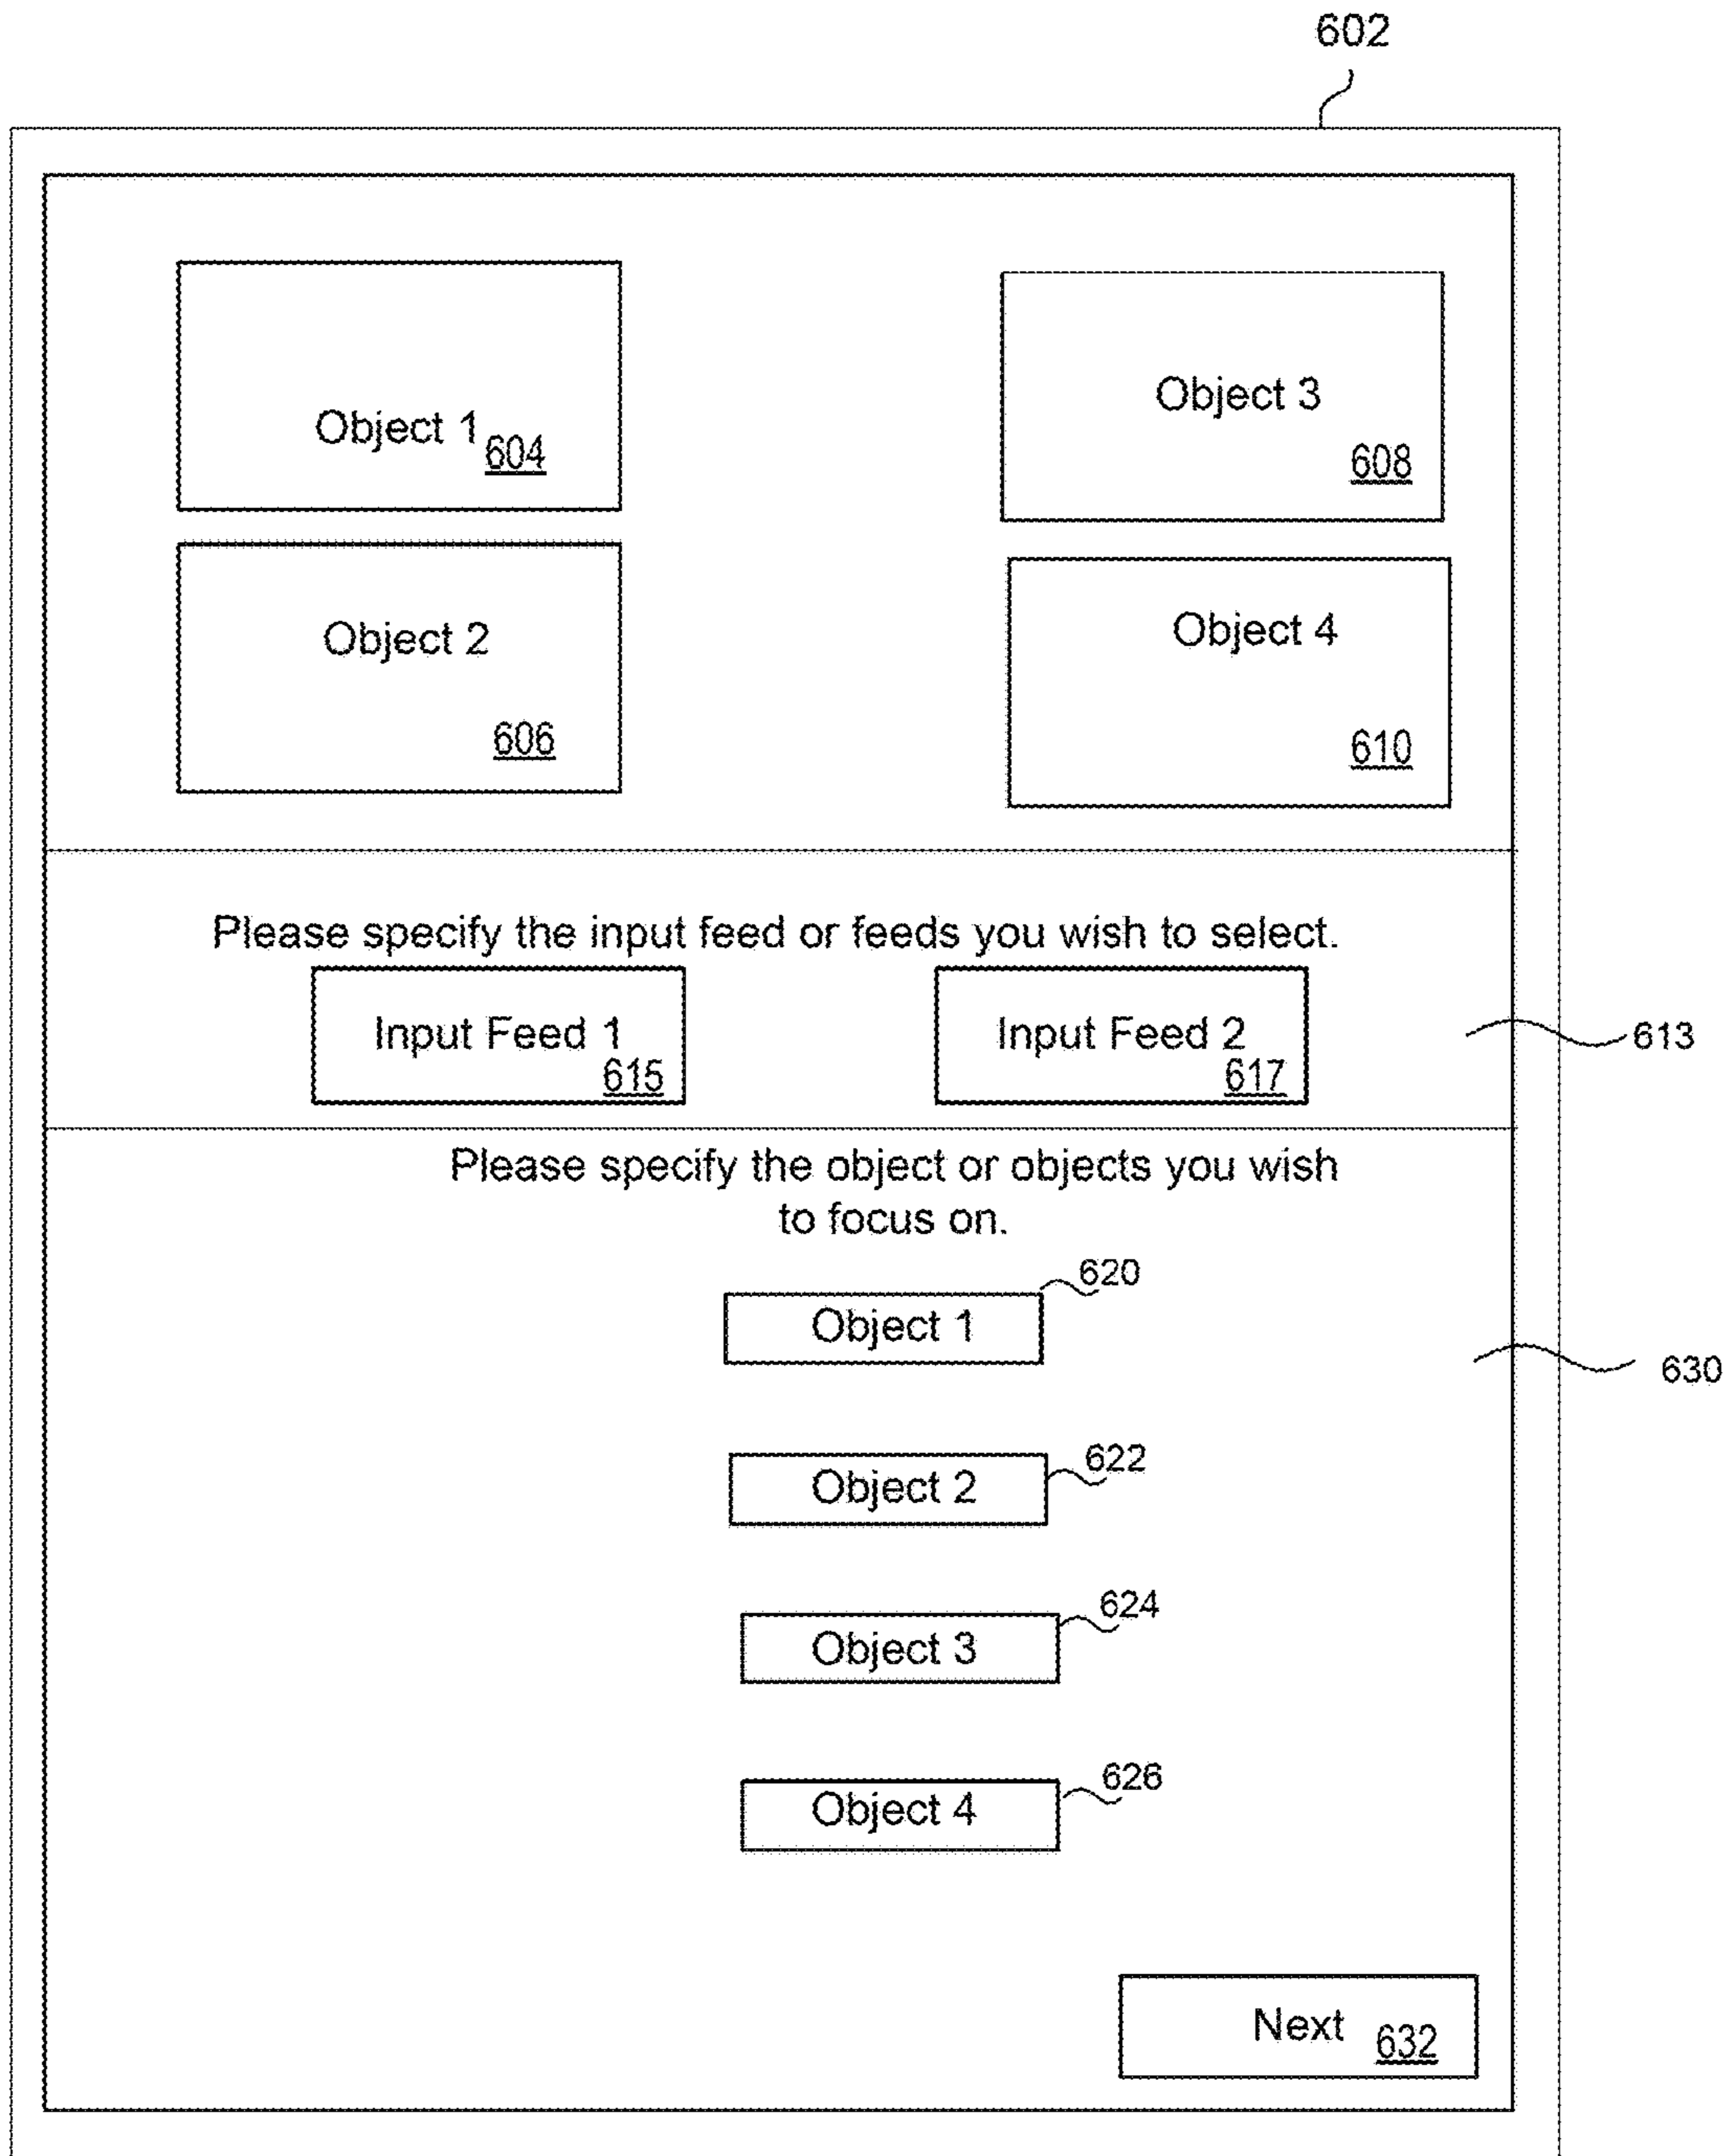 602
Object 1
604
Object 3
608
Object 2
606
Object 4
610
Please specify the input feed or feeds you wish to select.
Input Feed 1
615
Input Feed 2
617
613
Please specify the object or objects you wish
to focus on.
620
Object 1
630
622
Object 2
624
Object 3
626
Object 4
Next 632